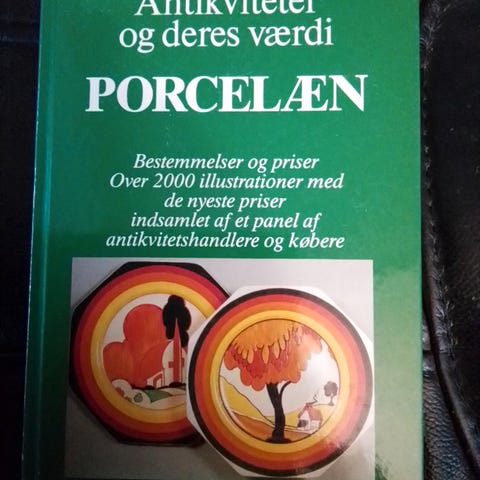 Antikviteter
og deres værdi
PORCELÆN
Bestemmelser og priser
Over 2000 illustrationer med
de nyeste priser
indsamlet af et panel af
antikvitetshandlere og købere